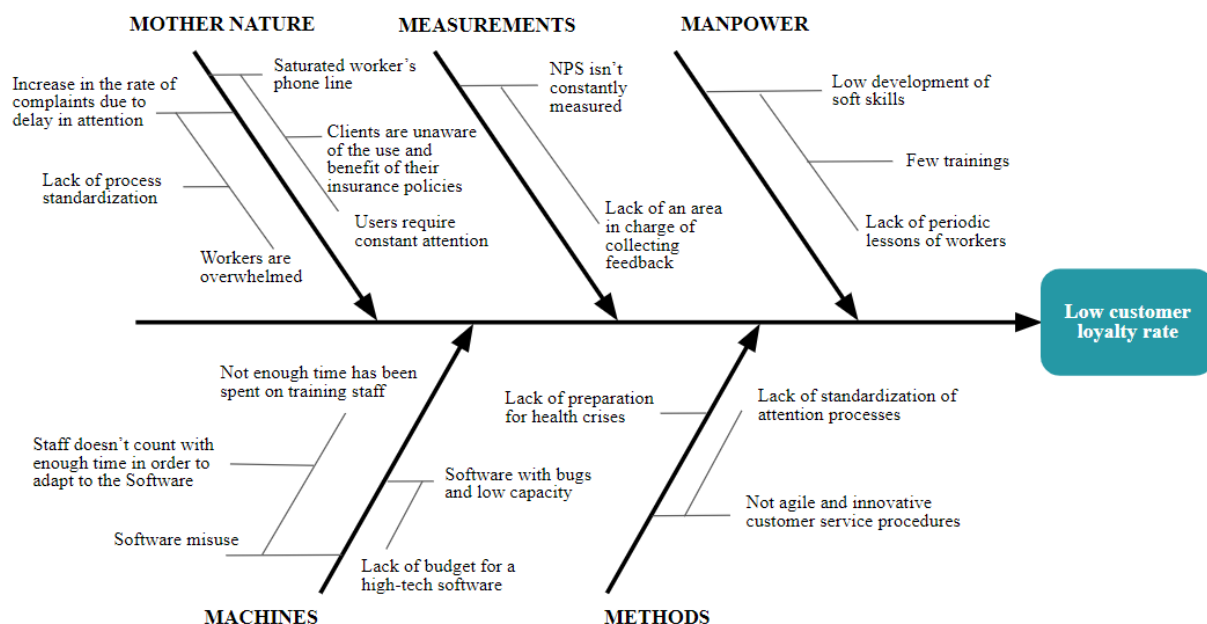 MOTHER NATURE
MEASUREMENTS
MANPOWER
Increase in the rate of
complaints due to
delay in attention
Saturated worker's
phone line
Clients are unaware
of the use and
benefit of their
insurance policies
Lack of process
standardization
Users require
constant attention
Workers are
overwhelmed
NPS isn't
constantly
measured
Lack of an area
in charge of
collecting
feedback
Low development of
soft skills
Few trainings
Lack of periodic
lessons of workers
Low customer
loyalty rate
Not enough time has been
spent on training staff
Staff doesn't count with
enough time in order to
adapt to the Software
Software misuse
Software with bugs
and low capacity
Lack of budget for a
high-tech software
Lack of preparation
for health crises
Lack of standardization of
attention processes
Not agile and innovative
customer service procedures
MACHINES
METHODS